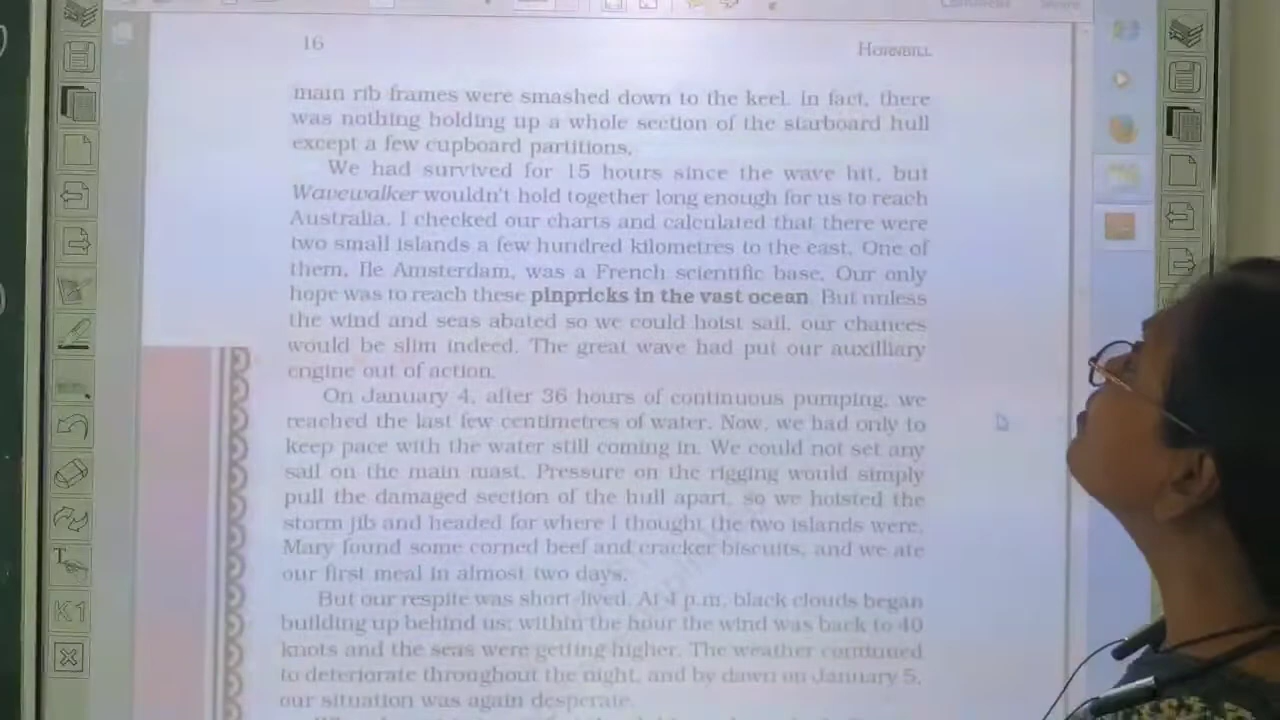 Comment Share
16 HORNBILL
main rib frames were smashed down to the keel. In fact, there
was nothing holding up a whole section of the starboard hull
except a few cupboard partitions.
We had survived for 15 hours since the wave hit, but
Wavewalker wouldn't hold together long enough for us to reach
Australia. I checked our charts and calculated that there were
two small islands a few hundred kilometres to the east. One of
them, Ile Amsterdam, was a French scientific base. Our only
hope was to reach these pinpricks in the vast ocean. But unless
the wind and seas abated so we could hoist sail, our chances
would be slim indeed. The great wave had put our auxilliary
engine out of action.
On January 4, after 36 hours of continuous pumping, we
reached the last few centimetres of water. Now, we had only to
keep pace with the water still coming in. We could not set any
sail on the main mast. Pressure on the rigging would simply
pull the damaged section of the hull apart, so we hoisted the
storm jib and headed for where I thought the two islands were.
Mary found some corned beef and cracker biscuits, and we ate
our first meal in almost two days.
But our respite was short-lived. At 4 p.m. black clouds began
building up behind us; within the hour the wind was back to 40
knots and the seas were getting higher. The weather continued
to deteriorate throughout the night, and by dawn on January 5,
our situation was again desperate.
T
K1